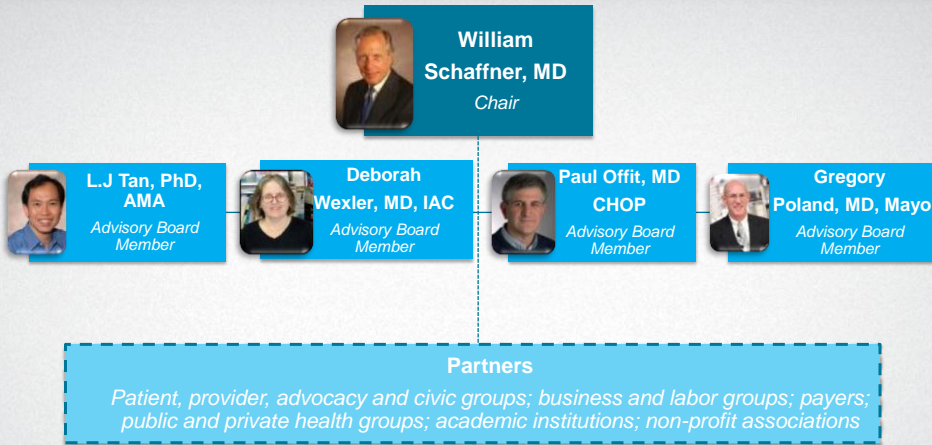 William
Schaffner, MD
Chair
L.J Tan, PhD,
AMA
Advisory Board
Member
Deborah
Wexler, MD, IAC
Advisory Board
Member
Paul Offit, MD
CHOP
Advisory Board
Member
Gregory
Poland, MD, Mayo
Advisory Board
Member
Partners
Patient, provider, advocacy and civic groups; business and labor groups; payers;
public and private health groups; academic institutions; non-profit associations